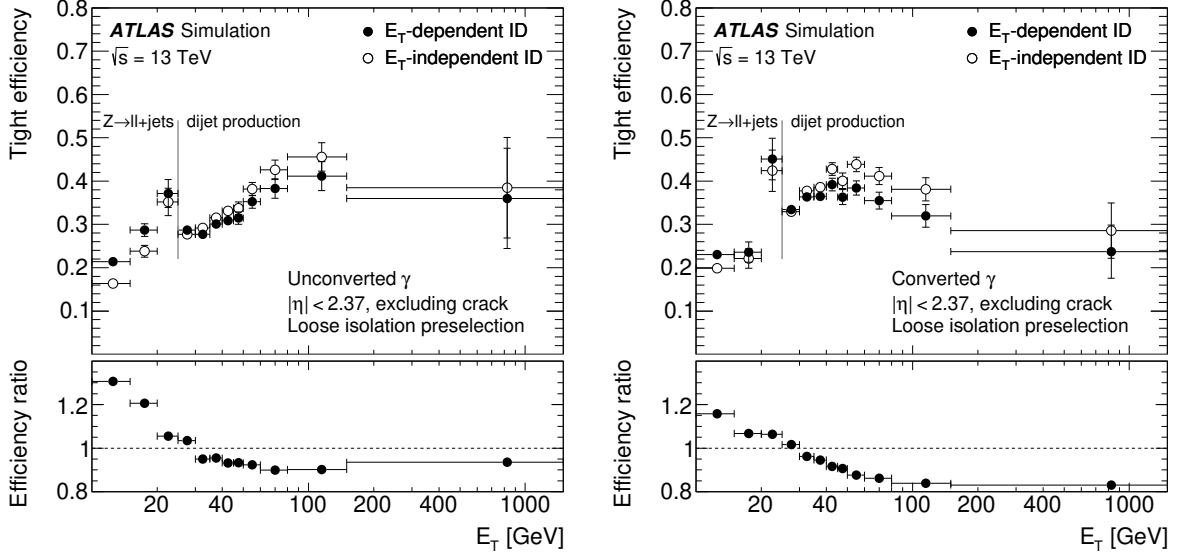 Tight efficiency
0.8
0.7
0.6
0.5
0.4
0.3
0.2
0.1
ATLAS Simulation
√s = 13 TeV
E_T-dependent ID
E_T-independent ID
Z→ll+jets
dijet production
Unconverted γ
|η| < 2.37, excluding crack
Loose isolation preselection
Efficiency ratio
1.2
1
0.8
20 30 40 100 200 1000
E_T [GeV]
Tight efficiency
0.8
0.7
0.6
0.5
0.4
0.3
0.2
0.1
ATLAS Simulation
√s = 13 TeV
E_T-dependent ID
E_T-independent ID
Z→ll+jets
dijet production
Converted γ
|η| < 2.37, excluding crack
Loose isolation preselection
Efficiency ratio
1.2
1
0.8
20 30 40 100 200 1000
E_T [GeV]